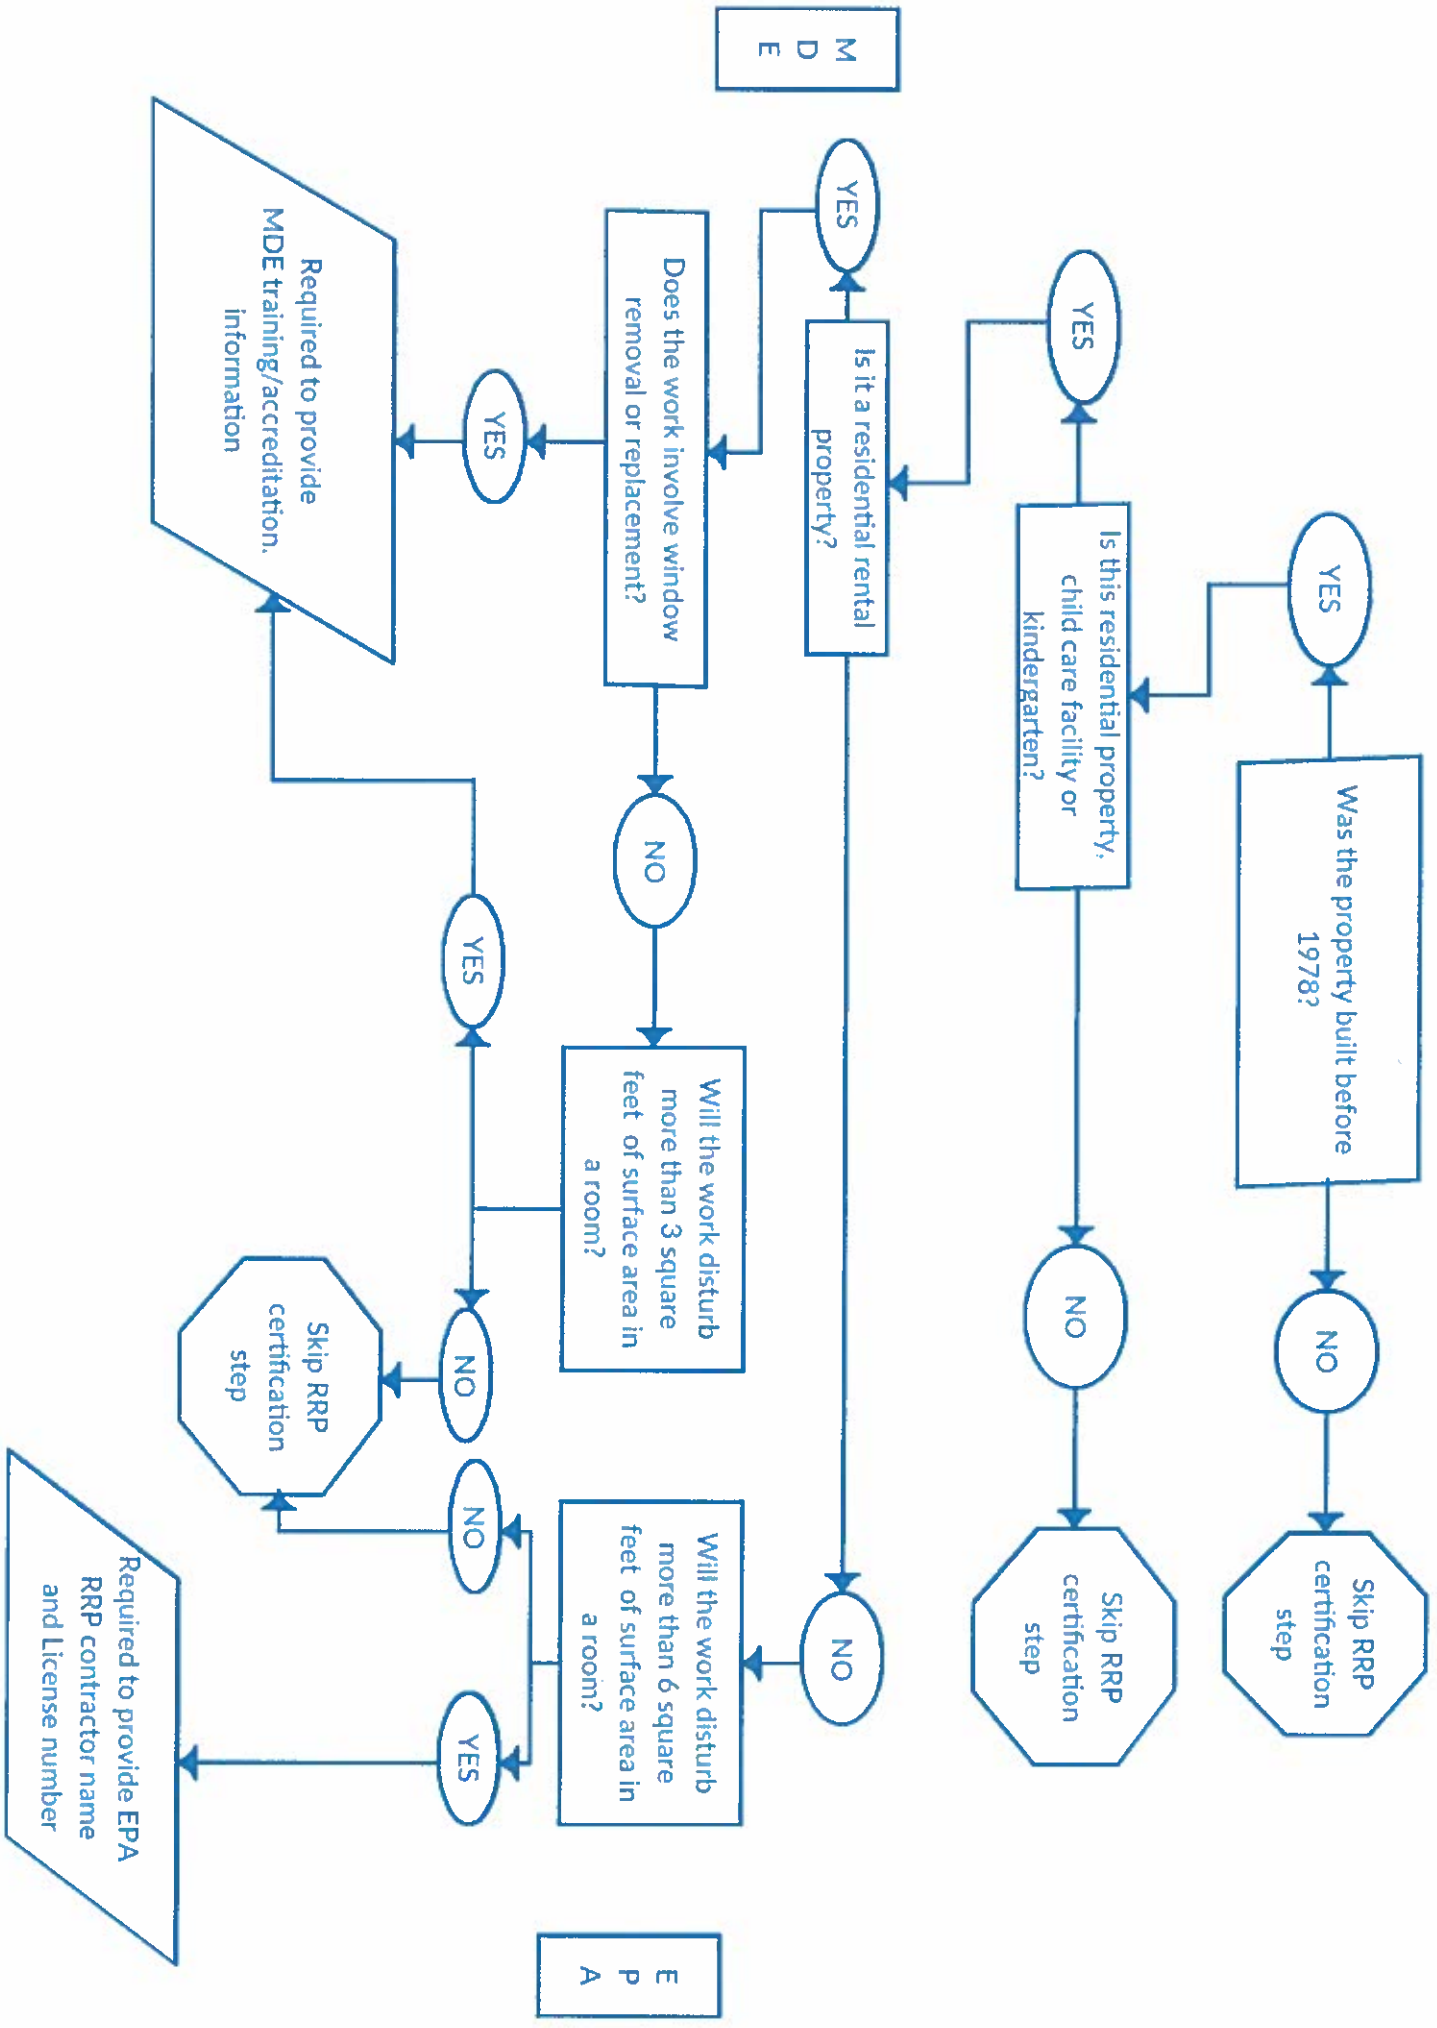 Was the property built before
1978?
YES
NO
Skip RRP
certification
step
Is this residential property,
child care facility or
kindergarten?
YES
NO
Skip RRP
certification
step
Is it a residential rental
property?
YES
NO
M
D
E
Does the work involve window
removal or replacement?
NO
Will the work disturb
more than 3 square
feet of surface area in
a room?
Will the work disturb
more than 6 square
feet of surface area in
a room?
E
P
A
YES
YES
NO
NO
YES
Required to provide
MDE training/accreditation.
information
Skip RRP
certification
step
Required to provide EPA
RRP contractor name
and License number